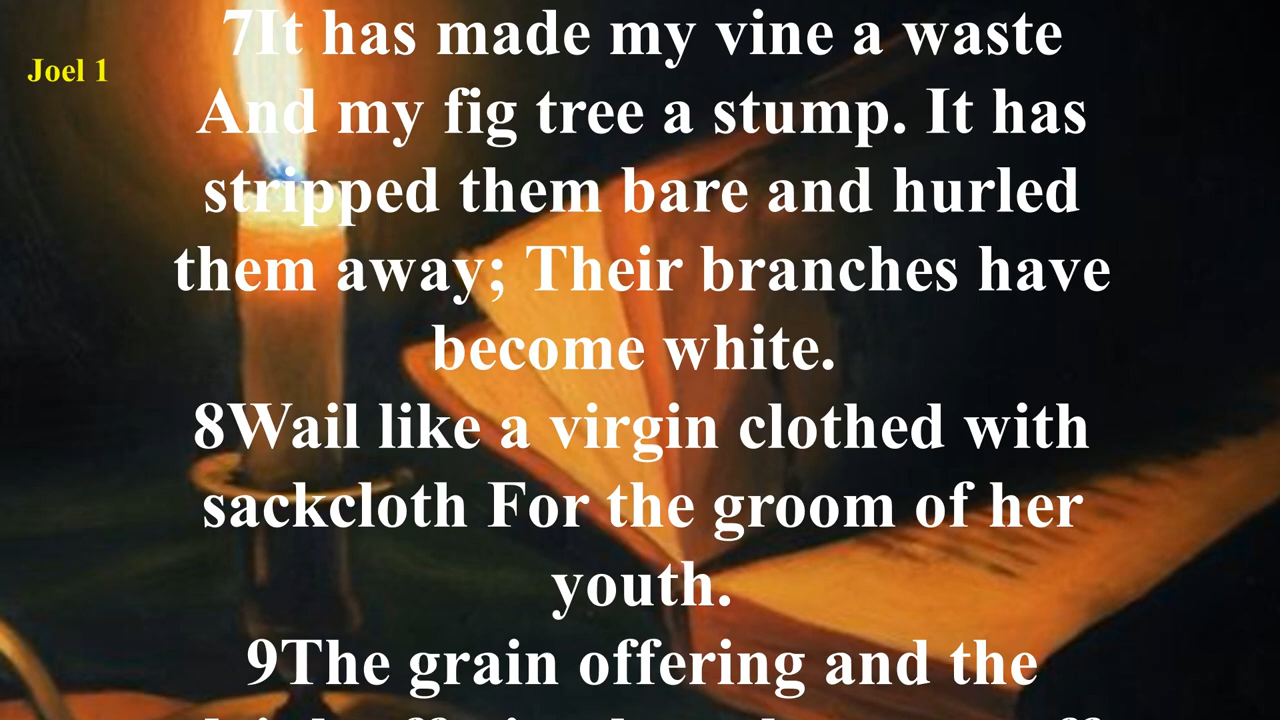 7It has made my vine a waste
Joel 1
And my fig tree a stump. It has
stripped them bare and hurled
them away; Their branches have
become white.
8Wail like a virgin clothed with
sackcloth For the groom of her
youth.
9The grain offering and the